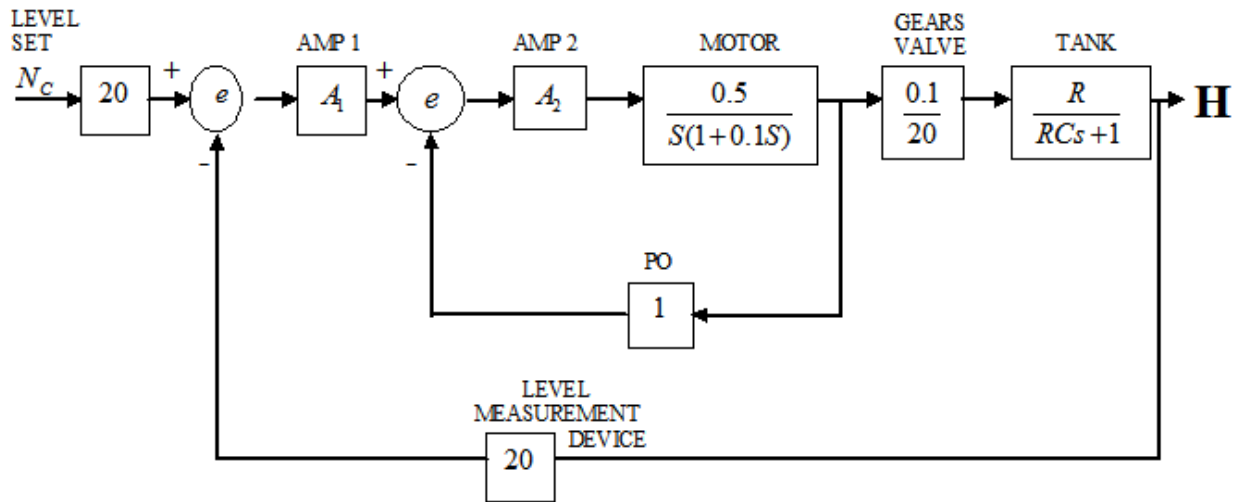 LEVEL
SET
N_C
20
+
e
-
AMP 1
A_1
+
e
-
AMP 2
A_2
MOTOR
0.5
S(1+0.1S)
GEARS
VALVE
0.1
20
TANK
R
RCs+1
H
PO
1
LEVEL
MEASUREMENT
DEVICE
20